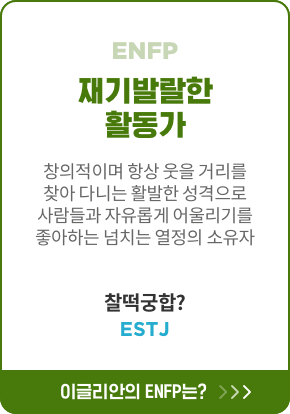 ENFP
재기발랄한
활동가
창의적이며 항상 웃을 거리를
찾아 다니는 활발한 성격으로
사람들과 자유롭게 어울리기를
좋아하는 넘치는 열정의 소유자
찰떡궁합?
ESTJ
이글리안의 ENFP는? >>>